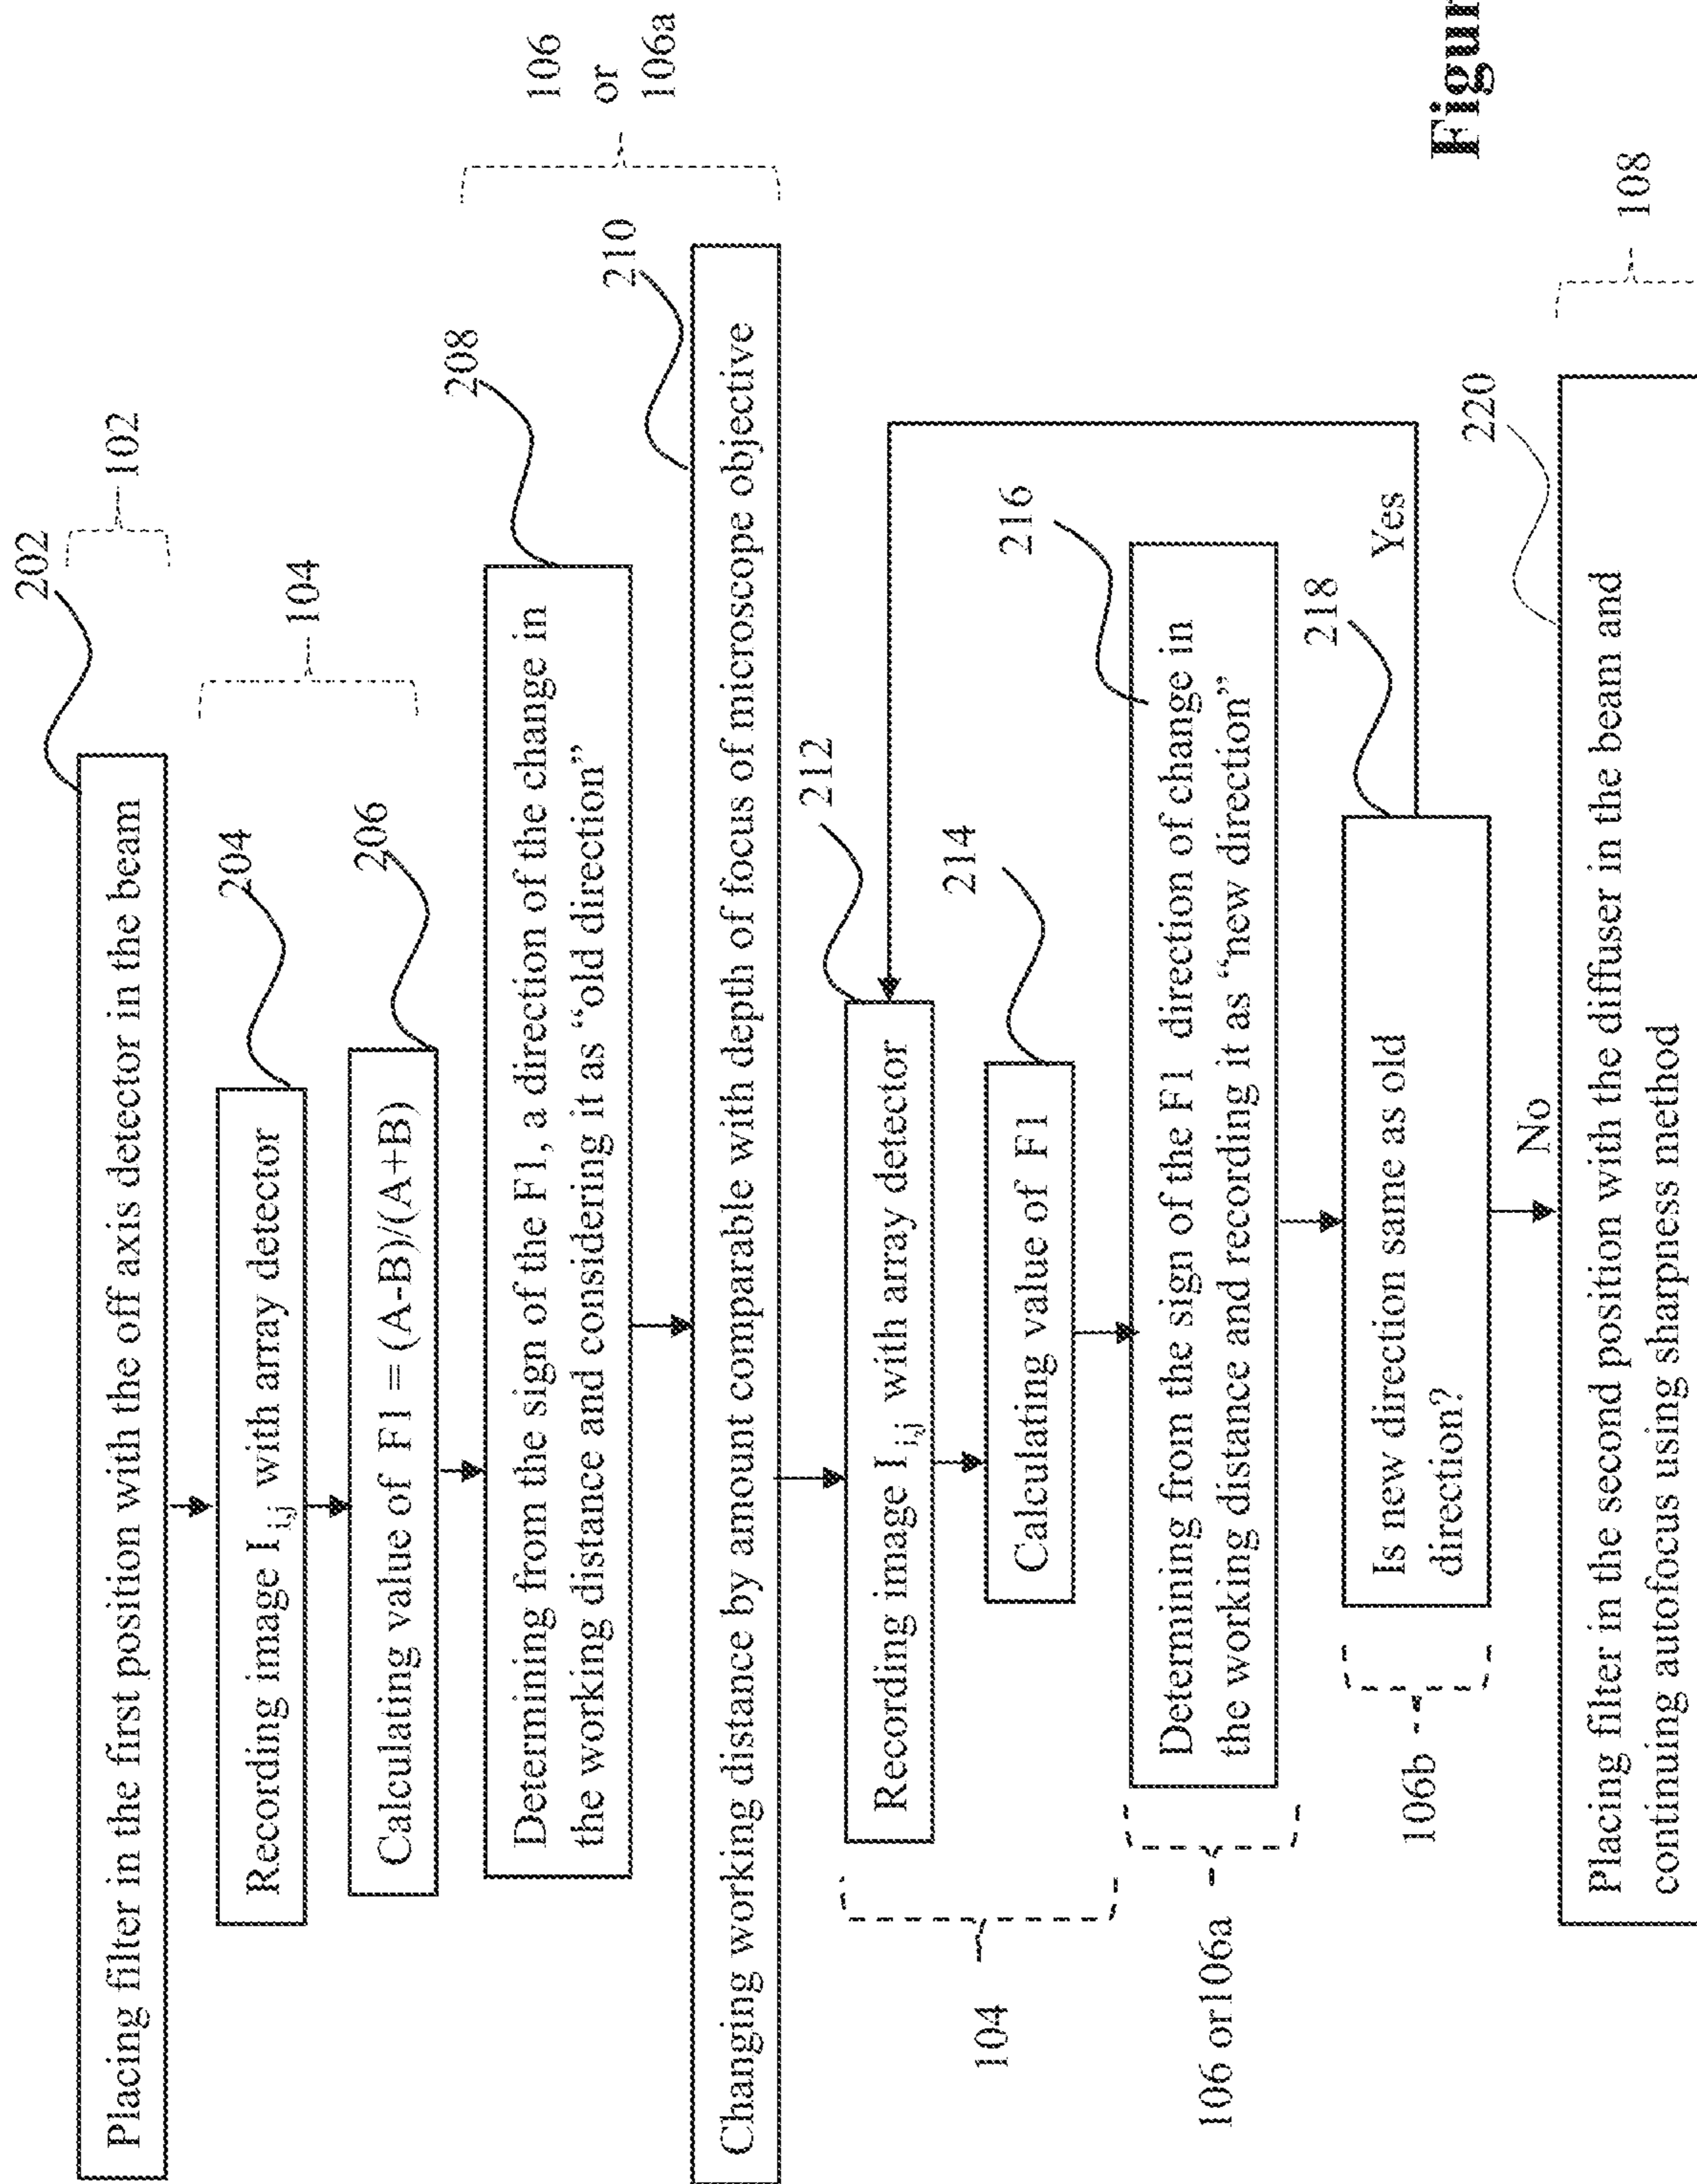 202
Placing filter in the first position with the off axis detector in the beam
102
204
Recording image I i,j with array detector
104
206
Calculating value of F1 = (A-B)/(A+B)
208
Determining from the sign of the F1, a direction of the change in
the working distance and considering it as “old direction”
106
or
106a
210
Changing working distance by amount comparable with depth of focus of microscope objective
212
Recording image I i,j with array detector
104
214
Calculating value of F1
216
Determining from the sign of the F1 direction of change in
the working distance and recording it as “new direction”
106 or106a
218
Is new direction same as old
direction?
106b
Yes
No
220
Placing filter in the second position with the diffuser in the beam and
continuing autofocus using sharpness method
108